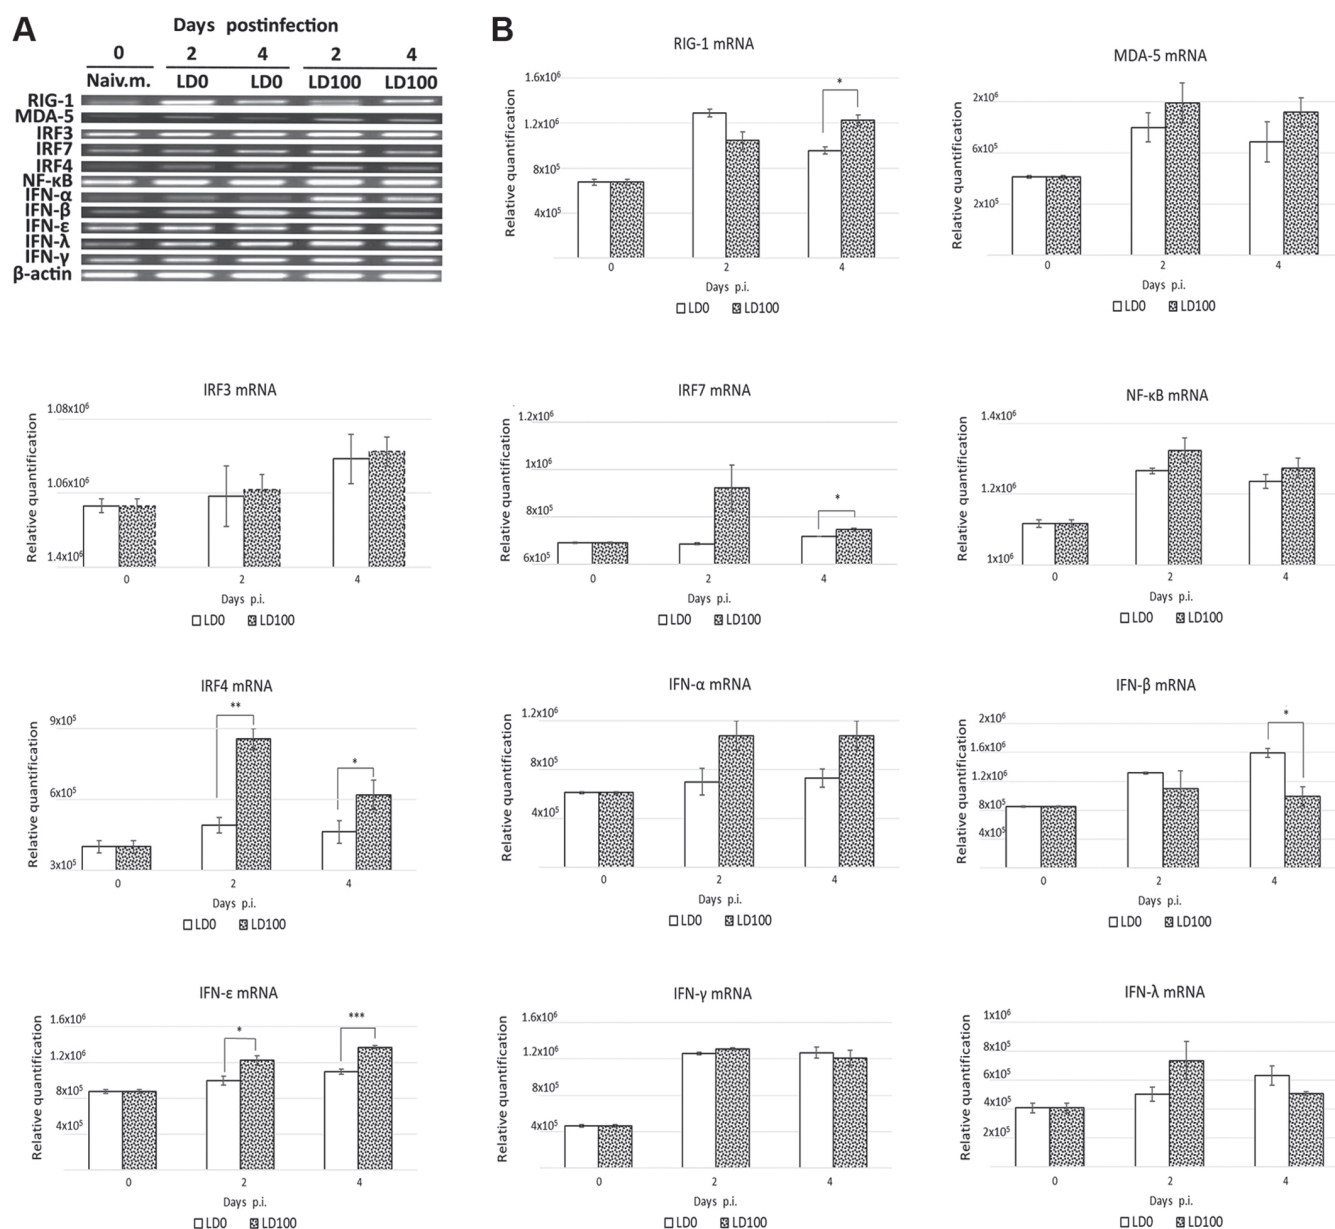 A
Days postinfection
0 2 4 2 4
Naiv.m. LD0 LD0 LD100 LD100
RIG-1
MDA-5
IRF3
IRF7
IRF4
NF-κB
IFN-α
IFN-β
IFN-ε
IFN-λ
IFN-γ
β-actin
B
RIG-1 mRNA
Relative quantification
1.6x10⁶
1.2x10⁶
8x10⁵
4x10⁵
*
0 2 4
Days p.i.
LD0 LD100
MDA-5 mRNA
Relative quantification
2x10⁶
6x10⁵
2x10⁵
0 2 4
Days p.i.
LD0 LD100
IRF3 mRNA
Relative quantification
1.08x10⁶
1.06x10⁶
1.4x10⁶
0 2 4
Days p.i.
LD0 LD100
IRF7 mRNA
Relative quantification
1.2x10⁶
1x10⁶
8x10⁵
6x10⁵
*
0 2 4
Days p.i.
LD0 LD100
NF-κB mRNA
Relative quantification
1.4x10⁶
1.2x10⁶
1x10⁶
0 2 4
Days p.i.
LD0 LD100
IRF4 mRNA
Relative quantification
9x10⁵
6x10⁵
3x10⁵
** *
0 2 4
Days p.i.
LD0 LD100
IFN-α mRNA
Relative quantification
1.2x10⁶
8x10⁵
4x10⁵
0 2 4
Days p.i.
LD0 LD100
IFN-β mRNA
Relative quantification
2x10⁶
1.6x10⁶
1.2x10⁶
8x10⁵
4x10⁵
*
0 2 4
Days p.i.
LD0 LD100
IFN-ε mRNA
Relative quantification
1.6x10⁶
1.2x10⁶
8x10⁵
4x10⁵
* ***
0 2 4
Days p.i.
LD0 LD100
IFN-γ mRNA
Relative quantification
1.6x10⁶
1.2x10⁶
8x10⁵
4x10⁵
0 2 4
Days p.i.
LD0 LD100
IFN-λ mRNA
Relative quantification
1x10⁶
8x10⁵
6x10⁵
4x10⁵
2x10⁵
0 2 4
Days p.i.
LD0 LD100